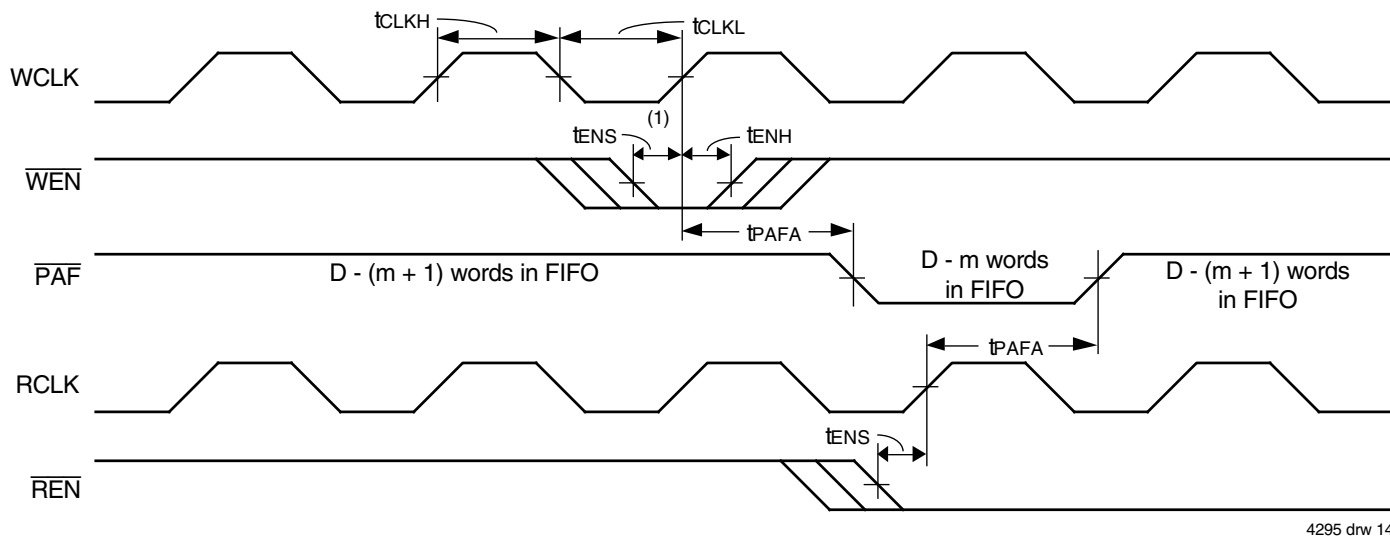 tCLKH
tCLKL
WCLK
(1)
tENS
tENH
WEN
tPAFA
PAF
D - (m + 1) words in FIFO
D - m words
in FIFO
D - (m + 1) words
in FIFO
tPAFA
RCLK
tENS
REN
4295 drw 14